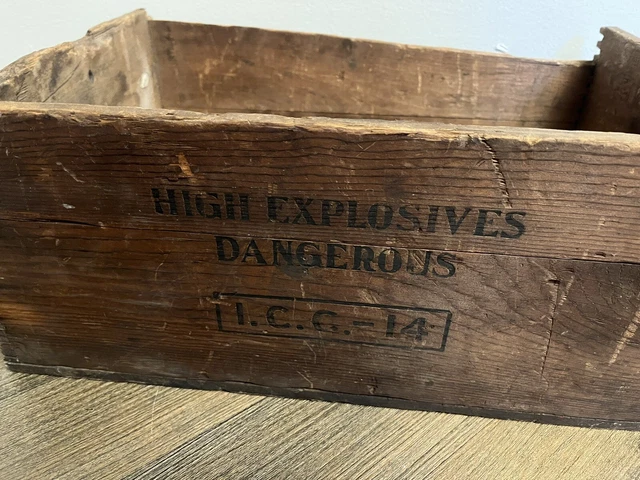 HIGH EXPLOSIVES
DANGEROUS
I. C. C. - 14